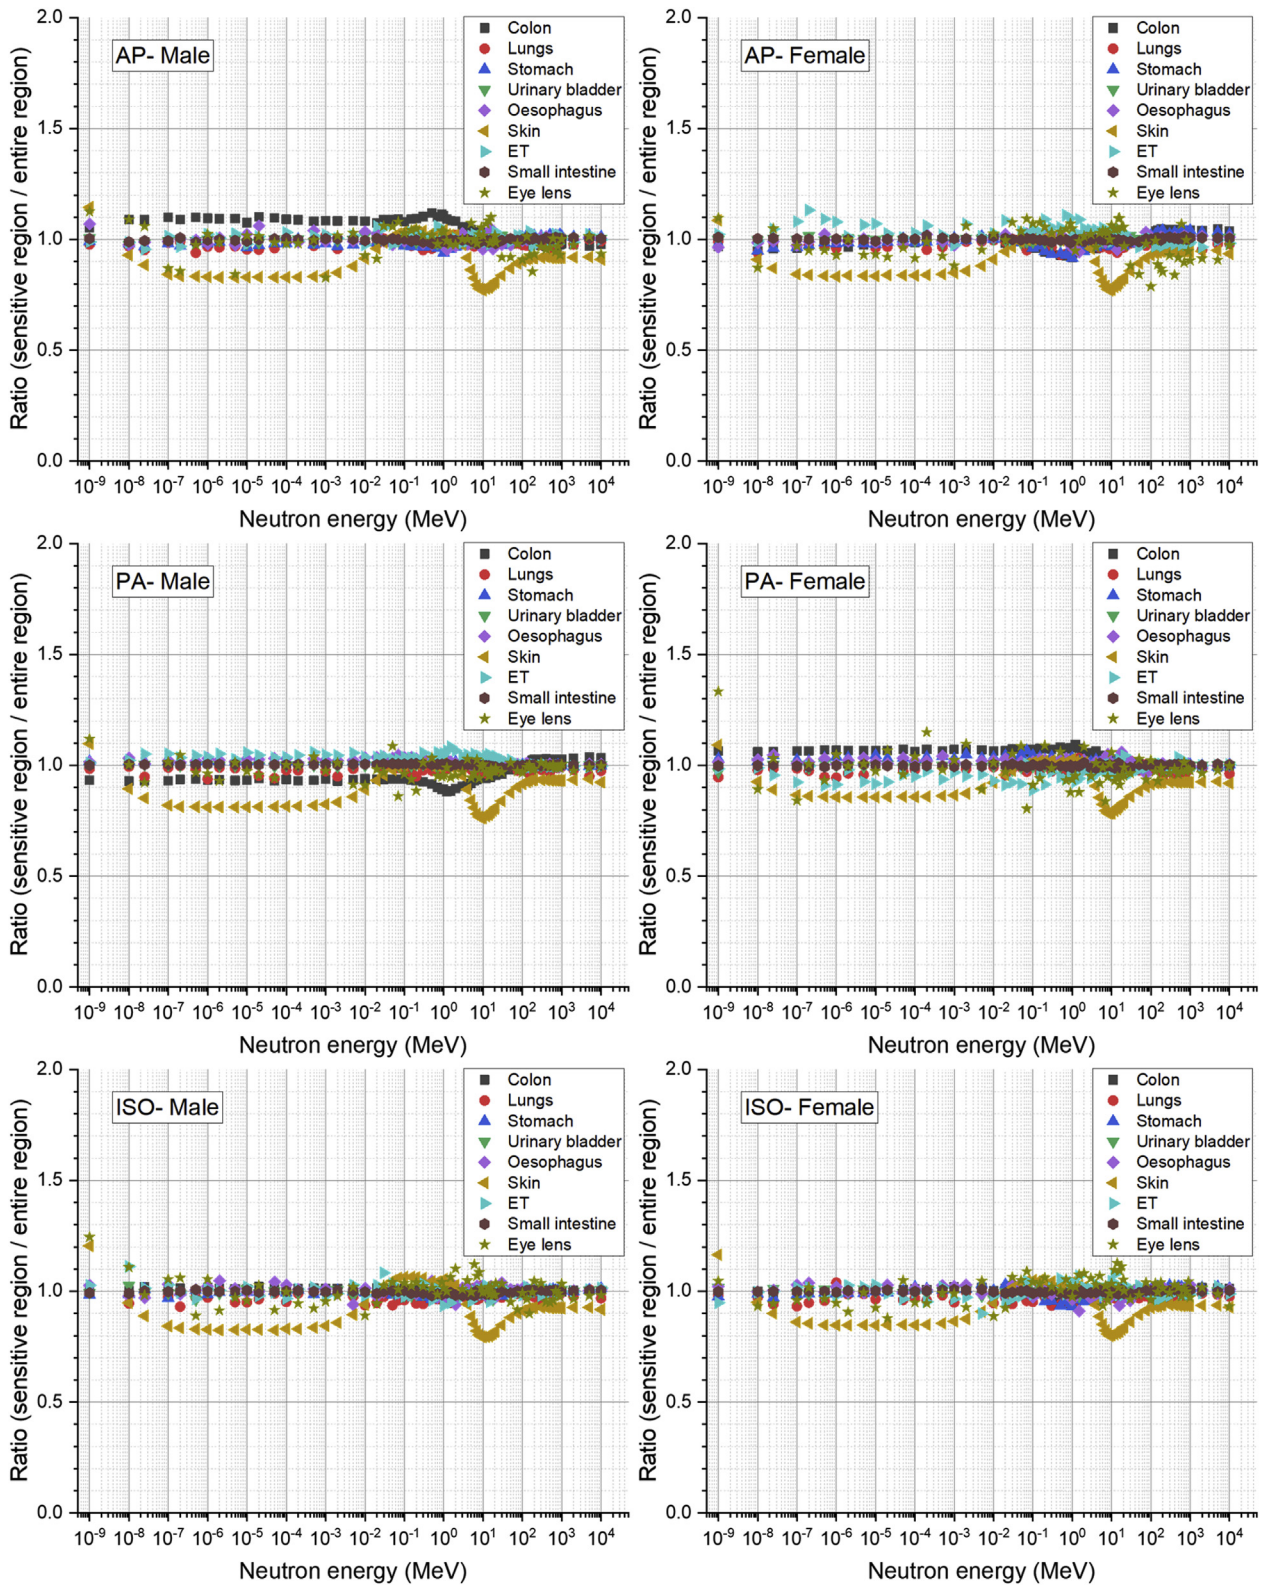 AP- Male
Colon
Lungs
Stomach
Urinary bladder
Oesophagus
Skin
ET
Small intestine
Eye lens
2.0
1.5
1.0
0.5
0.0
Ratio (sensitive region / entire region)
10⁻⁹ 10⁻⁸ 10⁻⁷ 10⁻⁶ 10⁻⁵ 10⁻⁴ 10⁻³ 10⁻² 10⁻¹ 10⁰ 10¹ 10² 10³ 10⁴
Neutron energy (MeV)
AP- Female
Colon
Lungs
Stomach
Urinary bladder
Oesophagus
Skin
ET
Small intestine
Eye lens
2.0
1.5
1.0
0.5
0.0
Ratio (sensitive region / entire region)
10⁻⁹ 10⁻⁸ 10⁻⁷ 10⁻⁶ 10⁻⁵ 10⁻⁴ 10⁻³ 10⁻² 10⁻¹ 10⁰ 10¹ 10² 10³ 10⁴
Neutron energy (MeV)
PA- Male
Colon
Lungs
Stomach
Urinary bladder
Oesophagus
Skin
ET
Small intestine
Eye lens
2.0
1.5
1.0
0.5
0.0
Ratio (sensitive region / entire region)
10⁻⁹ 10⁻⁸ 10⁻⁷ 10⁻⁶ 10⁻⁵ 10⁻⁴ 10⁻³ 10⁻² 10⁻¹ 10⁰ 10¹ 10² 10³ 10⁴
Neutron energy (MeV)
PA- Female
Colon
Lungs
Stomach
Urinary bladder
Oesophagus
Skin
ET
Small intestine
Eye lens
2.0
1.5
1.0
0.5
0.0
Ratio (sensitive region / entire region)
10⁻⁹ 10⁻⁸ 10⁻⁷ 10⁻⁶ 10⁻⁵ 10⁻⁴ 10⁻³ 10⁻² 10⁻¹ 10⁰ 10¹ 10² 10³ 10⁴
Neutron energy (MeV)
ISO- Male
Colon
Lungs
Stomach
Urinary bladder
Oesophagus
Skin
ET
Small intestine
Eye lens
2.0
1.5
1.0
0.5
0.0
Ratio (sensitive region / entire region)
10⁻⁹ 10⁻⁸ 10⁻⁷ 10⁻⁶ 10⁻⁵ 10⁻⁴ 10⁻³ 10⁻² 10⁻¹ 10⁰ 10¹ 10² 10³ 10⁴
Neutron energy (MeV)
ISO- Female
Colon
Lungs
Stomach
Urinary bladder
Oesophagus
Skin
ET
Small intestine
Eye lens
2.0
1.5
1.0
0.5
0.0
Ratio (sensitive region / entire region)
10⁻⁹ 10⁻⁸ 10⁻⁷ 10⁻⁶ 10⁻⁵ 10⁻⁴ 10⁻³ 10⁻² 10⁻¹ 10⁰ 10¹ 10² 10³ 10⁴
Neutron energy (MeV)